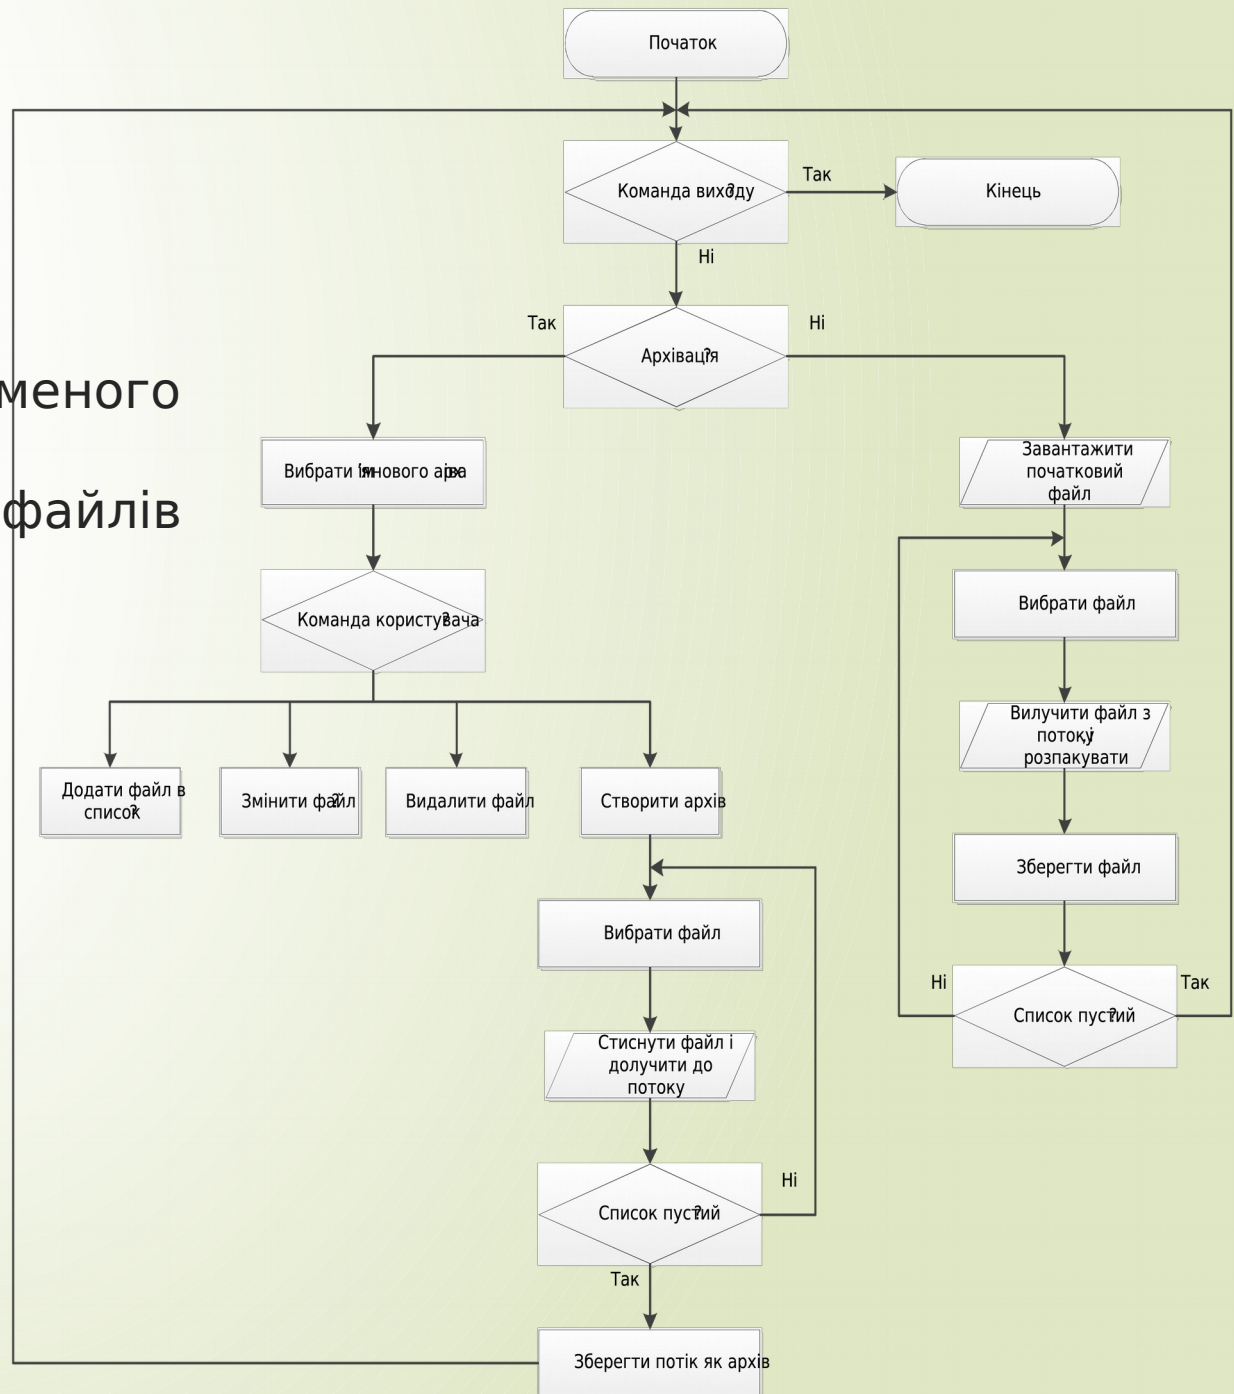 Початок
Команда виходу?
Так
Кінець
Ні
Архівація?
Так
Ні
меного
файлів
Вибрати ім'я нового архіва
Завантажити
початковий
файл
Команда користувача?
Вибрати файл
Вилучити файл з
потоку і
розпакувати
Додати файл в
список?
Змінити файл?
Видалити файл
Створити архів
Зберегти файл
Вибрати файл
Ні
Список пустий?
Так
Стиснути файл і
долучити до
потоку
Список пустий?
Ні
Так
Зберегти потік як архів